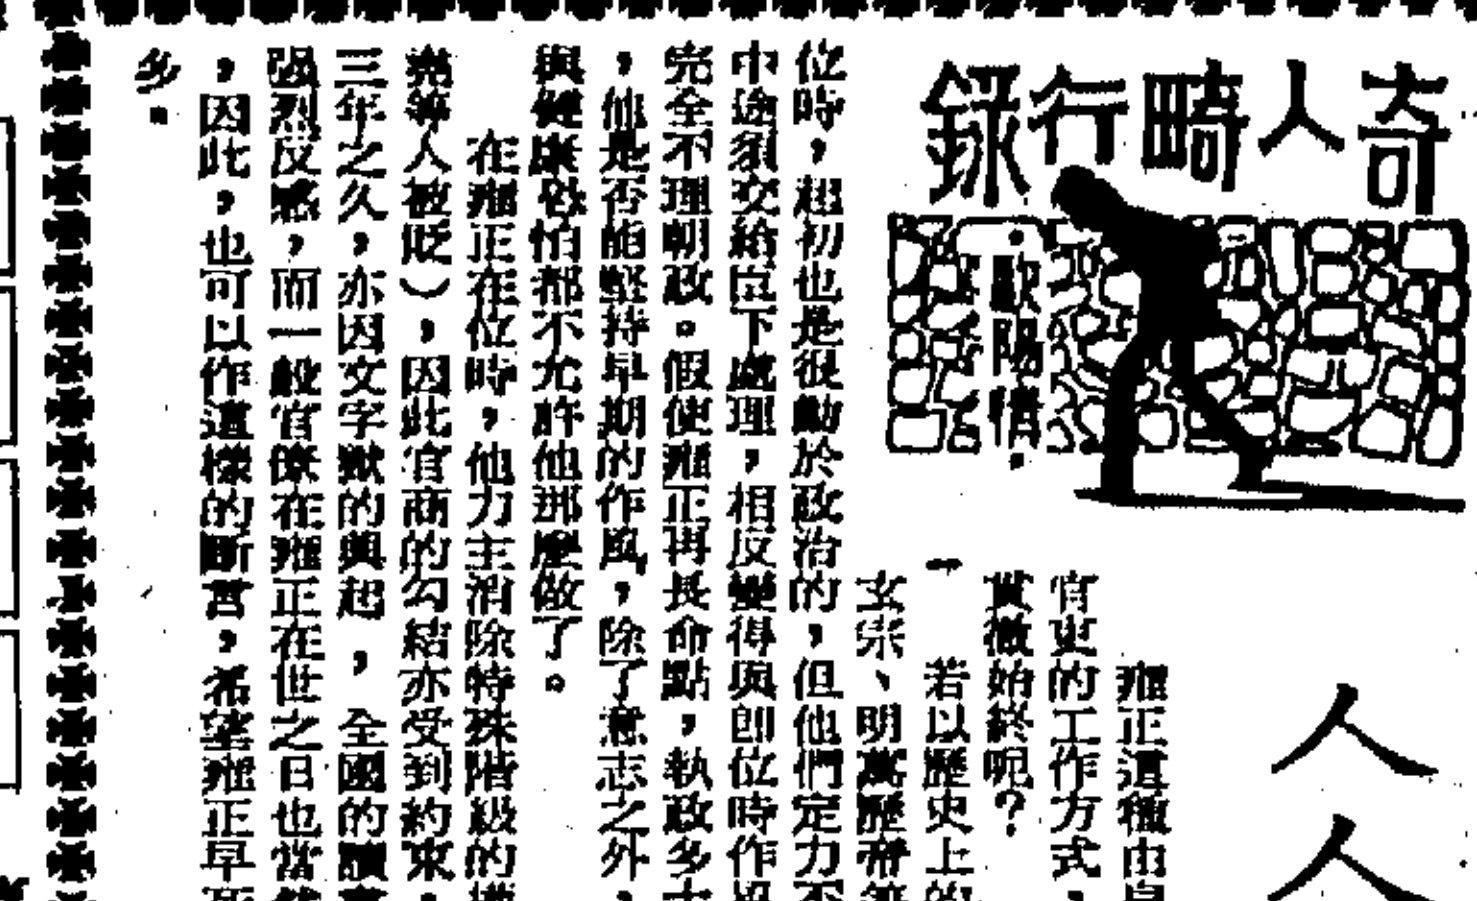 奇人畸行錄
·歐陽情·
人人
雍正這種由皇
官吏的工作方式，
貫徹始終呢？
若以歷史上的
玄宗、明萬歷帝等
位時，起初也是很勤於政治的，但他們定力不
中途須交給臣下處理，相反變得與創位時作風
完全不理朝政。假使雍正再長命點，執政多
，他是否能堅持早期的作風，除了意志之外，
與健康恐怕都不允許他那麼做了。
在雍正在位時，他力主消除特殊階級的
堯等人被貶），因此官商的勾結亦受到約束，
三年之久，亦因文字獄的興起，全國的讀
强烈反感，而一般官僚在雍正在世之日也當然
，因此，也可以作這樣的斷言，希望雍正早死
多。